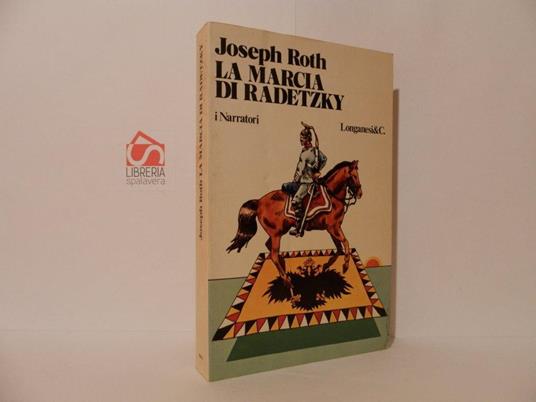 Joseph Roth
LA MARCIA
DI RADETZKY
i Narratori
Longanesi&C.
Joseph Roth LA MARCIA DI RADETZKY
LIBRERIA
spalavera